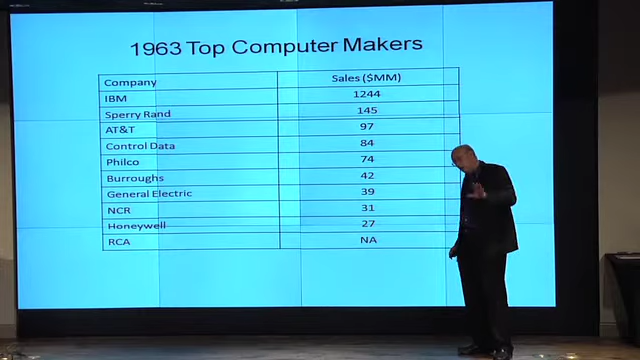 1963 Top Computer Makers
Company Sales ($MM)
IBM 1244
Sperry Rand 145
AT&T 97
Control Data 84
Philco 74
Burroughs 42
General Electric 39
NCR 31
Honeywell 27
RCA NA